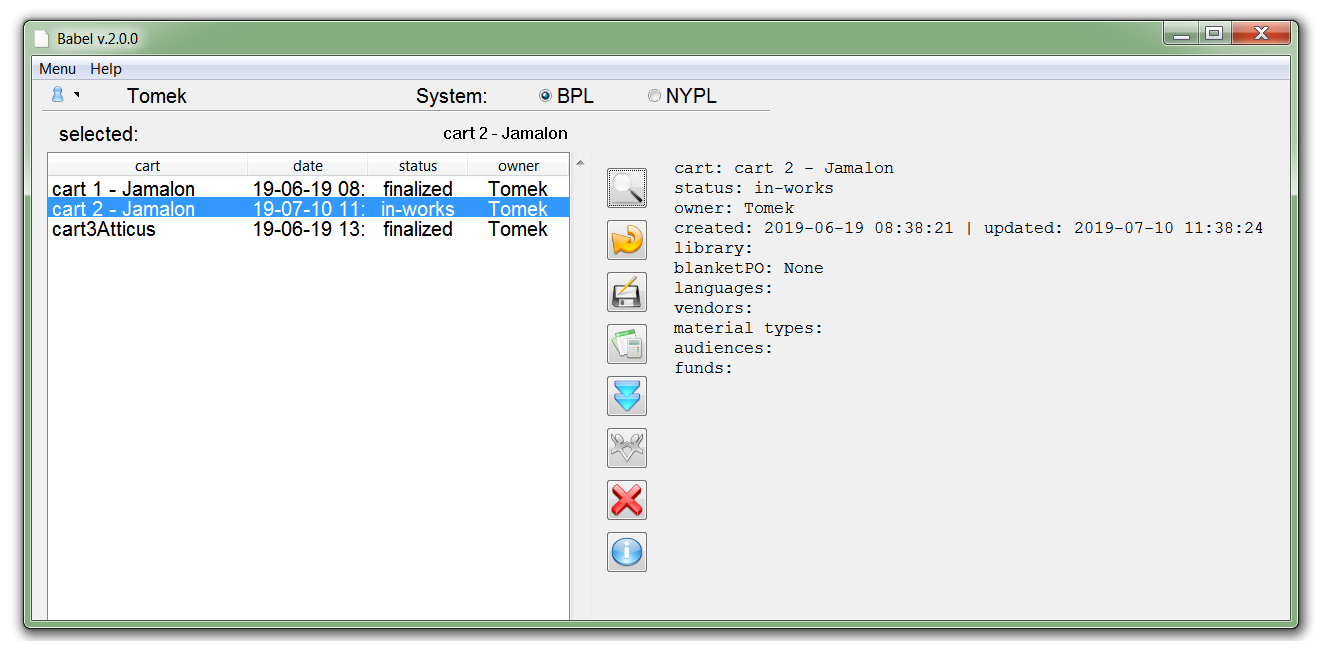 Babel v.2.0.0
Menu Help
Tomek System: BPL NYPL
selected: cart 2 - Jamalon
cart date status owner
cart 1 - Jamalon 19-06-19 08: finalized Tomek
cart 2 - Jamalon 19-07-10 11: in-works Tomek
cart3Atticus 19-06-19 13: finalized Tomek
cart: cart 2 - Jamalon
status: in-works
owner: Tomek
created: 2019-06-19 08:38:21 | updated: 2019-07-10 11:38:24
library:
blanketPO: None
languages:
vendors:
material types:
audiences:
funds: